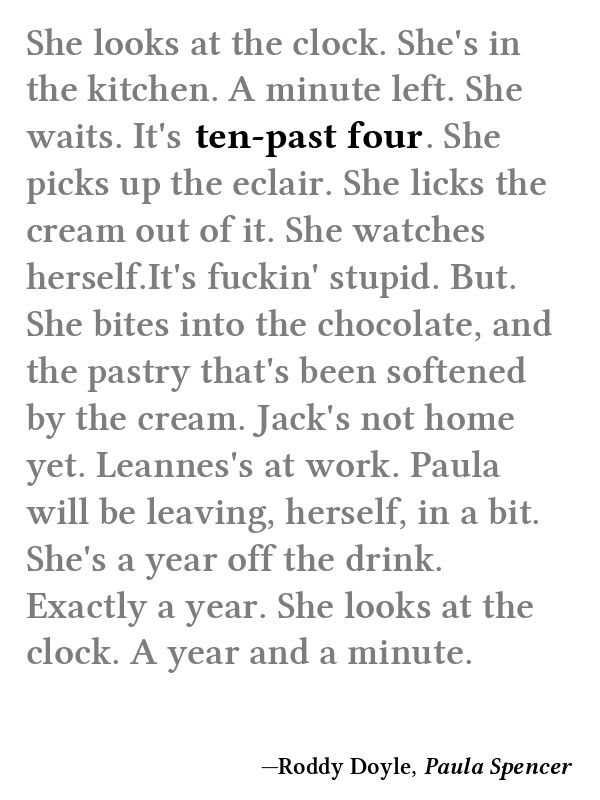 She looks at the clock. She's in
the kitchen. A minute left. She
waits. It's ten-past four. She
picks up the eclair. She licks the
cream out of it. She watches
herself.It's fuckin' stupid. But.
She bites into the chocolate, and
the pastry that's been softened
by the cream. Jack's not home
yet. Leannes's at work. Paula
will be leaving, herself, in a bit.
She's a year off the drink.
Exactly a year. She looks at the
clock. A year and a minute.
—Roddy Doyle, Paula Spencer